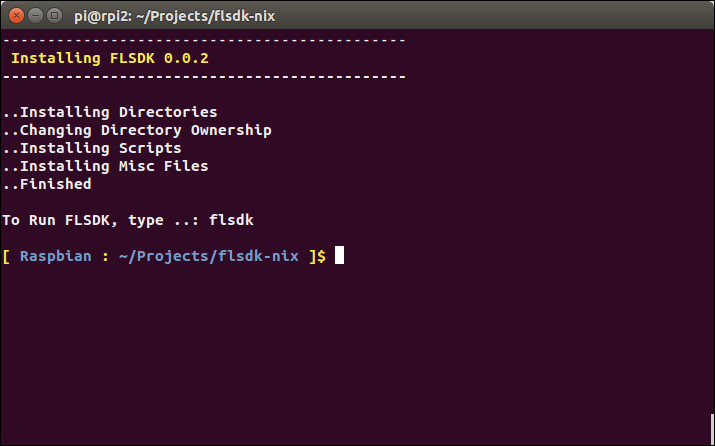 pi@rpi2: ~/Projects/flsdk-nix
---------------------------------------------
Installing FLSDK 0.0.2
---------------------------------------------
..Installing Directories
..Changing Directory Ownership
..Installing Scripts
..Installing Misc Files
..Finished
To Run FLSDK, type ..: flsdk
[ Raspbian : ~/Projects/flsdk-nix ]$